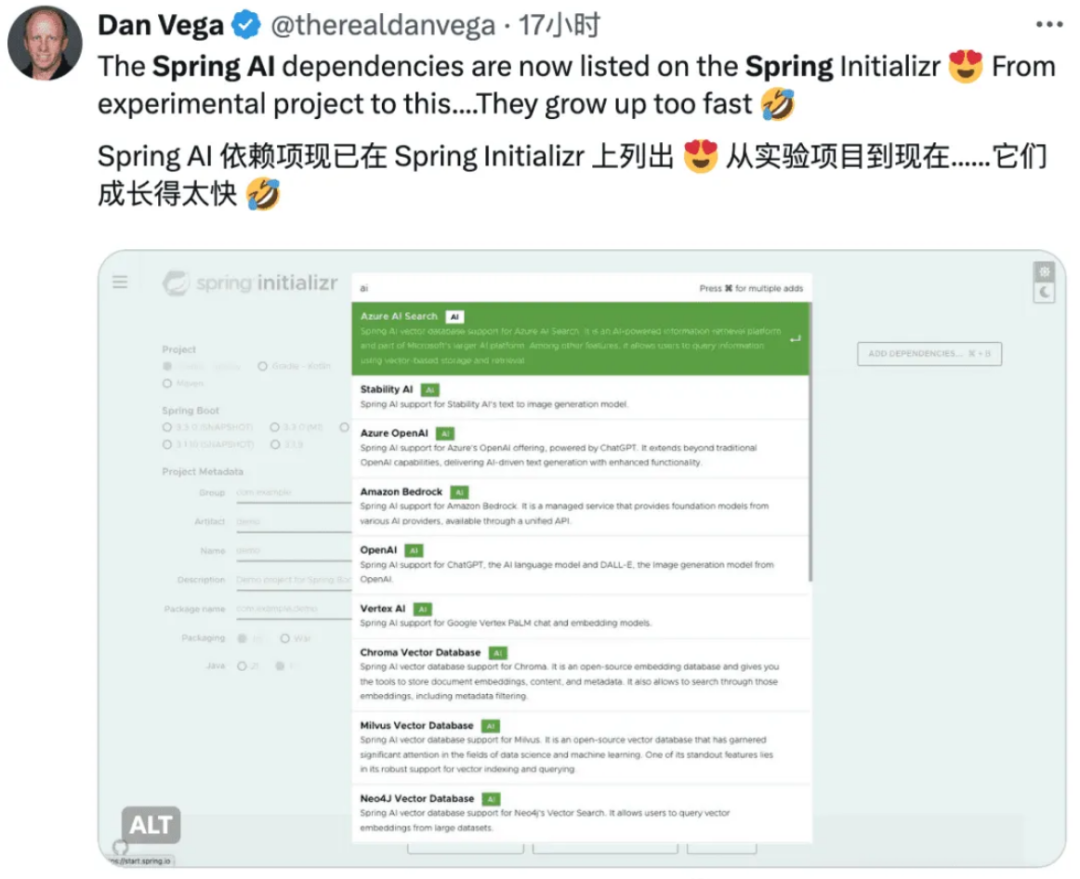 Dan Vega @therealdanvega · 17小时
The Spring AI dependencies are now listed on the Spring Initializr 😍 From
experimental project to this....They grow up too fast 🤣
Spring AI 依赖项现已在 Spring Initializr 上列出 😍 从实验项目到现在......它们
成长得太快 🤣
spring initializr
ai
Press ⌘ for multiple adds
Azure AI Search AI
Spring AI vector database support for Azure AI Search. It is an AI-powered information retrieval platform
and part of Microsoft's larger AI platform. Among other features, it allows users to query information
using vector-based storage and retrieval.
Stability AI AI
Spring AI support for Stability AI's text to image generation model.
Azure OpenAI AI
Spring AI support for Azure's OpenAI offering, powered by ChatGPT. It extends beyond traditional
OpenAI capabilities, delivering AI-driven text generation with enhanced functionality.
Amazon Bedrock AI
Spring AI support for Amazon Bedrock. It is a managed service that provides foundation models from
various AI providers, available through a unified API.
OpenAI AI
Spring AI support for ChatGPT, the AI language model and DALL-E, the Image generation model from
OpenAI.
Vertex AI AI
Spring AI support for Google Vertex PaLM chat and embedding models.
Chroma Vector Database AI
Spring AI vector database support for Chroma. It is an open-source embedding database and gives you
the tools to store document embeddings, content, and metadata. It also allows to search through those
embeddings, including metadata filtering.
Milvus Vector Database AI
Spring AI vector database support for Milvus. It is an open-source vector database that has garnered
significant attention in the fields of data science and machine learning. One of its standout features lies
in its robust support for vector indexing and querying.
Neo4J Vector Database AI
Spring AI vector database support for Neo4j's Vector Search. It allows users to query vector
embeddings from large datasets.
Project
Gradle - Kotlin
Maven
Spring Boot
3.3.0 (SNAPSHOT) 3.3.0 (M1)
3.1.10 (SNAPSHOT) 3.1.9
Project Metadata
Group com.example
Artifact demo
Name demo
Description Demo project for Spring Boo
Package name com.example.demo
Packaging War
Java 21
ADD DEPENDENCIES... ⌘ + B
ALT
ps://start.spring.io